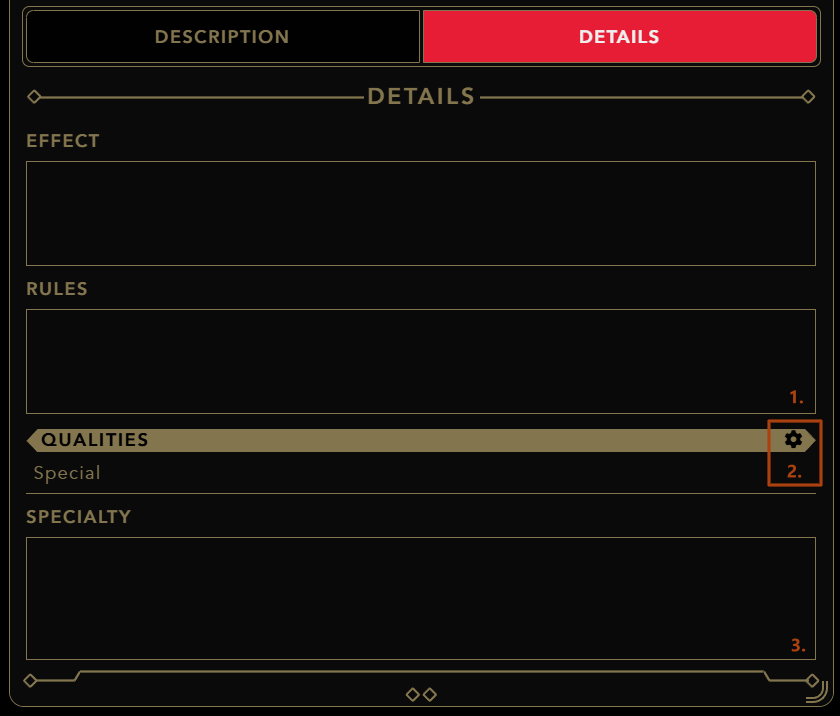 DESCRIPTION
DETAILS
DETAILS
EFFECT
RULES
1.
QUALITIES
Special
2.
SPECIALTY
3.